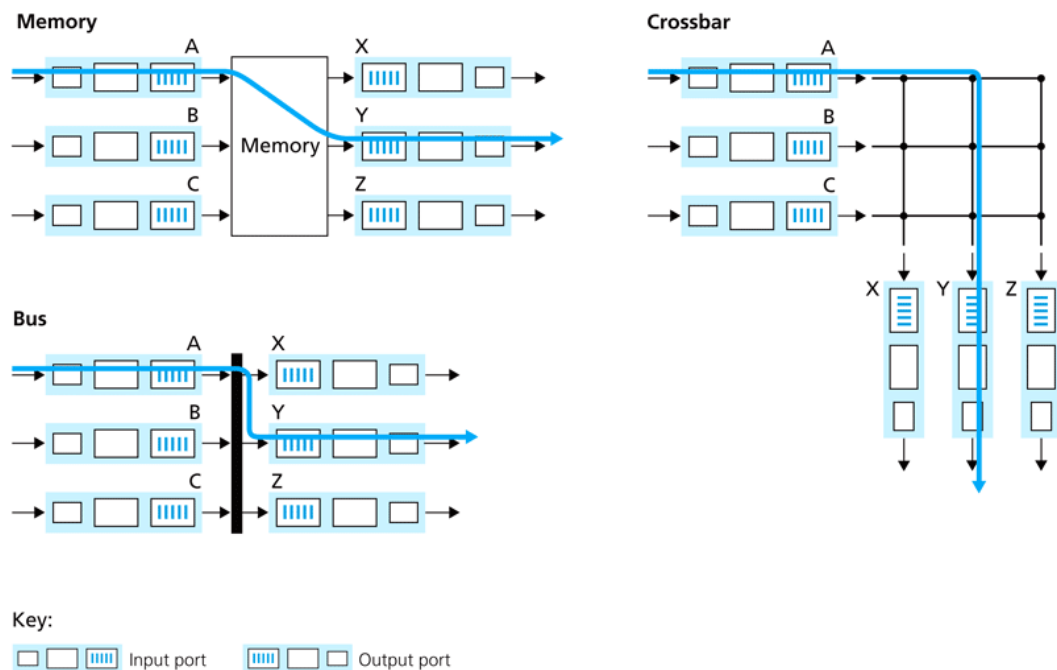 Memory
A
X
B
Y
Memory
C
Z
Crossbar
A
B
C
X
Y
Z
Bus
A
X
B
Y
C
Z
Key:
Input port
Output port